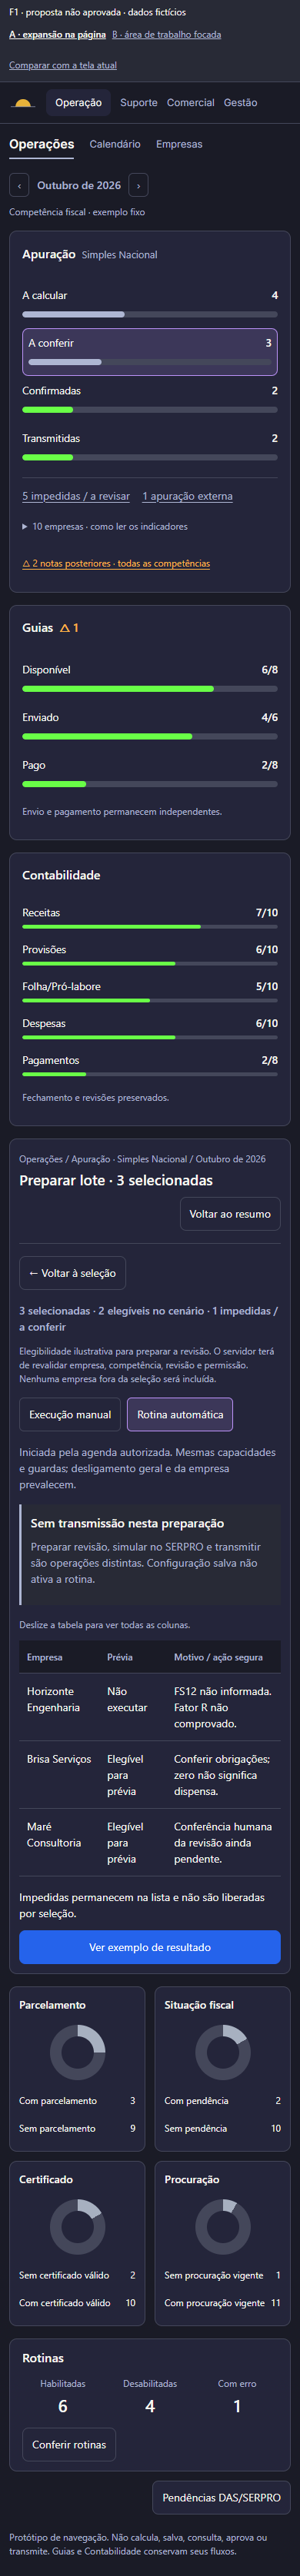 F1 · proposta não aprovada · dados fictícios
A · expansão na página B · área de trabalho focada
Comparar com a tela atual
Operação Suporte Comercial Gestão
Operações Calendário Empresas
‹ Outubro de 2026 ›
Competência fiscal · exemplo fixo
Apuração Simples Nacional
A calcular 4
A conferir 3
Confirmadas 2
Transmitidas 2
5 impedidas / a revisar 1 apuração externa
▶ 10 empresas · como ler os indicadores
△ 2 notas posteriores · todas as competências
Guias △ 1
Disponível 6/8
Enviado 4/6
Pago 2/8
Envio e pagamento permanecem independentes.
Contabilidade
Receitas 7/10
Provisões 6/10
Folha/Pró-labore 5/10
Despesas 6/10
Pagamentos 2/8
Fechamento e revisões preservados.
Operações / Apuração · Simples Nacional / Outubro de 2026
Preparar lote · 3 selecionadas
Voltar ao resumo
← Voltar à seleção
3 selecionadas · 2 elegíveis no cenário · 1 impedidas /
a conferir
Elegibilidade ilustrativa para preparar a revisão. O servidor terá
de revalidar empresa, competência, revisão e permissão.
Nenhuma empresa fora da seleção será incluída.
Execução manual Rotina automática
Iniciada pela agenda autorizada. Mesmas capacidades
e guardas; desligamento geral e da empresa
prevalecem.
Sem transmissão nesta preparação
Preparar revisão, simular no SERPRO e transmitir
são operações distintas. Configuração salva não
ativa a rotina.
Deslize a tabela para ver todas as colunas.
Empresa Prévia Motivo / ação segura
Horizonte Não FS12 não informada.
Engenharia executar Fator R não
comprovado.
Brisa Serviços Elegível Conferir obrigações;
para zero não significa
prévia dispensa.
Maré Elegível Conferência humana
Consultoria para da revisão ainda
prévia pendente.
Impedidas permanecem na lista e não são liberadas
por seleção.
Ver exemplo de resultado
Parcelamento
Com parcelamento 3
Sem parcelamento 9
Situação fiscal
Com pendência 2
Sem pendência 10
Certificado
Sem certificado válido 2
Com certificado válido 10
Procuração
Sem procuração vigente 1
Com procuração vigente 11
Rotinas
Habilitadas Desabilitadas Com erro
6 4 1
Conferir rotinas
Pendências DAS/SERPRO
Protótipo de navegação. Não calcula, salva, consulta, aprova ou
transmite. Guias e Contabilidade conservam seus fluxos.